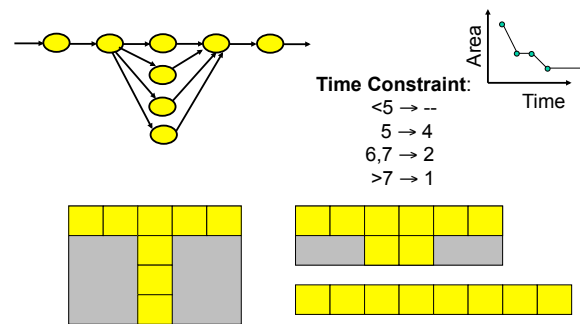 Area
Time
Time Constraint:
<5 → --
5 → 4
6,7 → 2
>7 → 1